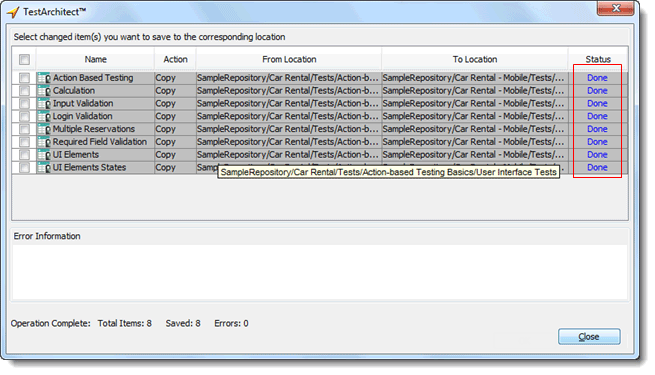 TestArchitect™
Select changed item(s) you want to save to the corresponding location
Name Action From Location To Location Status
Action Based Testing Copy SampleRepository/Car Rental/Tests/Action-b... SampleRepository/Car Rental - Mobile/Tests/... Done
Calculation Copy SampleRepository/Car Rental/Tests/Action-b... SampleRepository/Car Rental - Mobile/Tests/... Done
Input Validation Copy SampleRepository/Car Rental/Tests/Action-b... SampleRepository/Car Rental - Mobile/Tests/... Done
Login Validation Copy SampleRepository/Car Rental/Tests/Action-b... SampleRepository/Car Rental - Mobile/Tests/... Done
Multiple Reservations Copy SampleRepository/Car Rental/Tests/Action-b... SampleRepository/Car Rental - Mobile/Tests/... Done
Required Field Validation Copy SampleRepository/Car Rental/Tests/Action-b... SampleRepository/Car Rental - Mobile/Tests/... Done
UI Elements Copy SampleRepository/Car Rental/Tests/Action-b... SampleRepository/Car Rental - Mobile/Tests/... Done
UI Elements States Copy SampleRepository/Car Rental/Tests/Action-b... SampleRepository/Car Rental - Mobile/Tests/... Done
SampleRepository/Car Rental/Tests/Action-based Testing Basics/User Interface Tests
Error Information
Operation Complete: Total Items: 8 Saved: 8 Errors: 0
Close